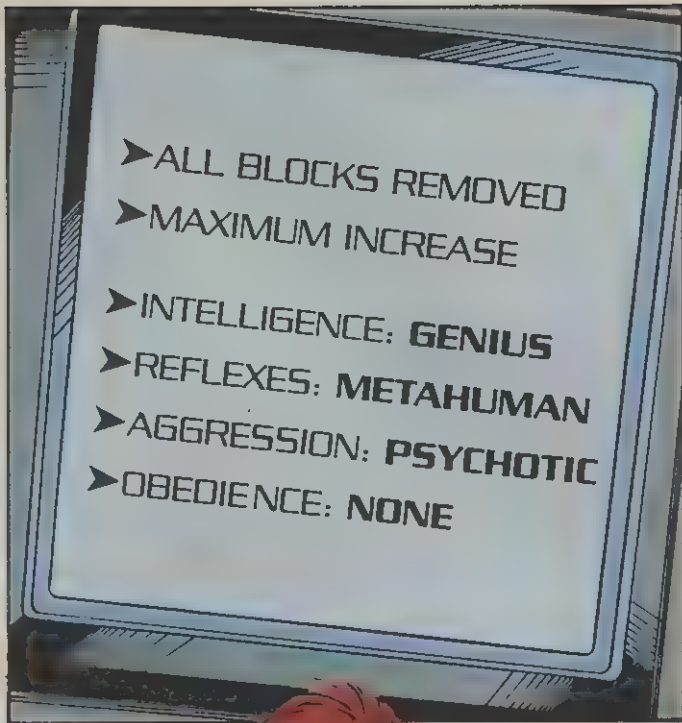 ➤ALL BLOCKS REMOVED
➤MAXIMUM INCREASE
➤INTELLIGENCE: GENIUS
➤REFLEXES: METAHUMAN
➤AGGRESSION: PSYCHOTIC
➤OBEDIENCE: NONE